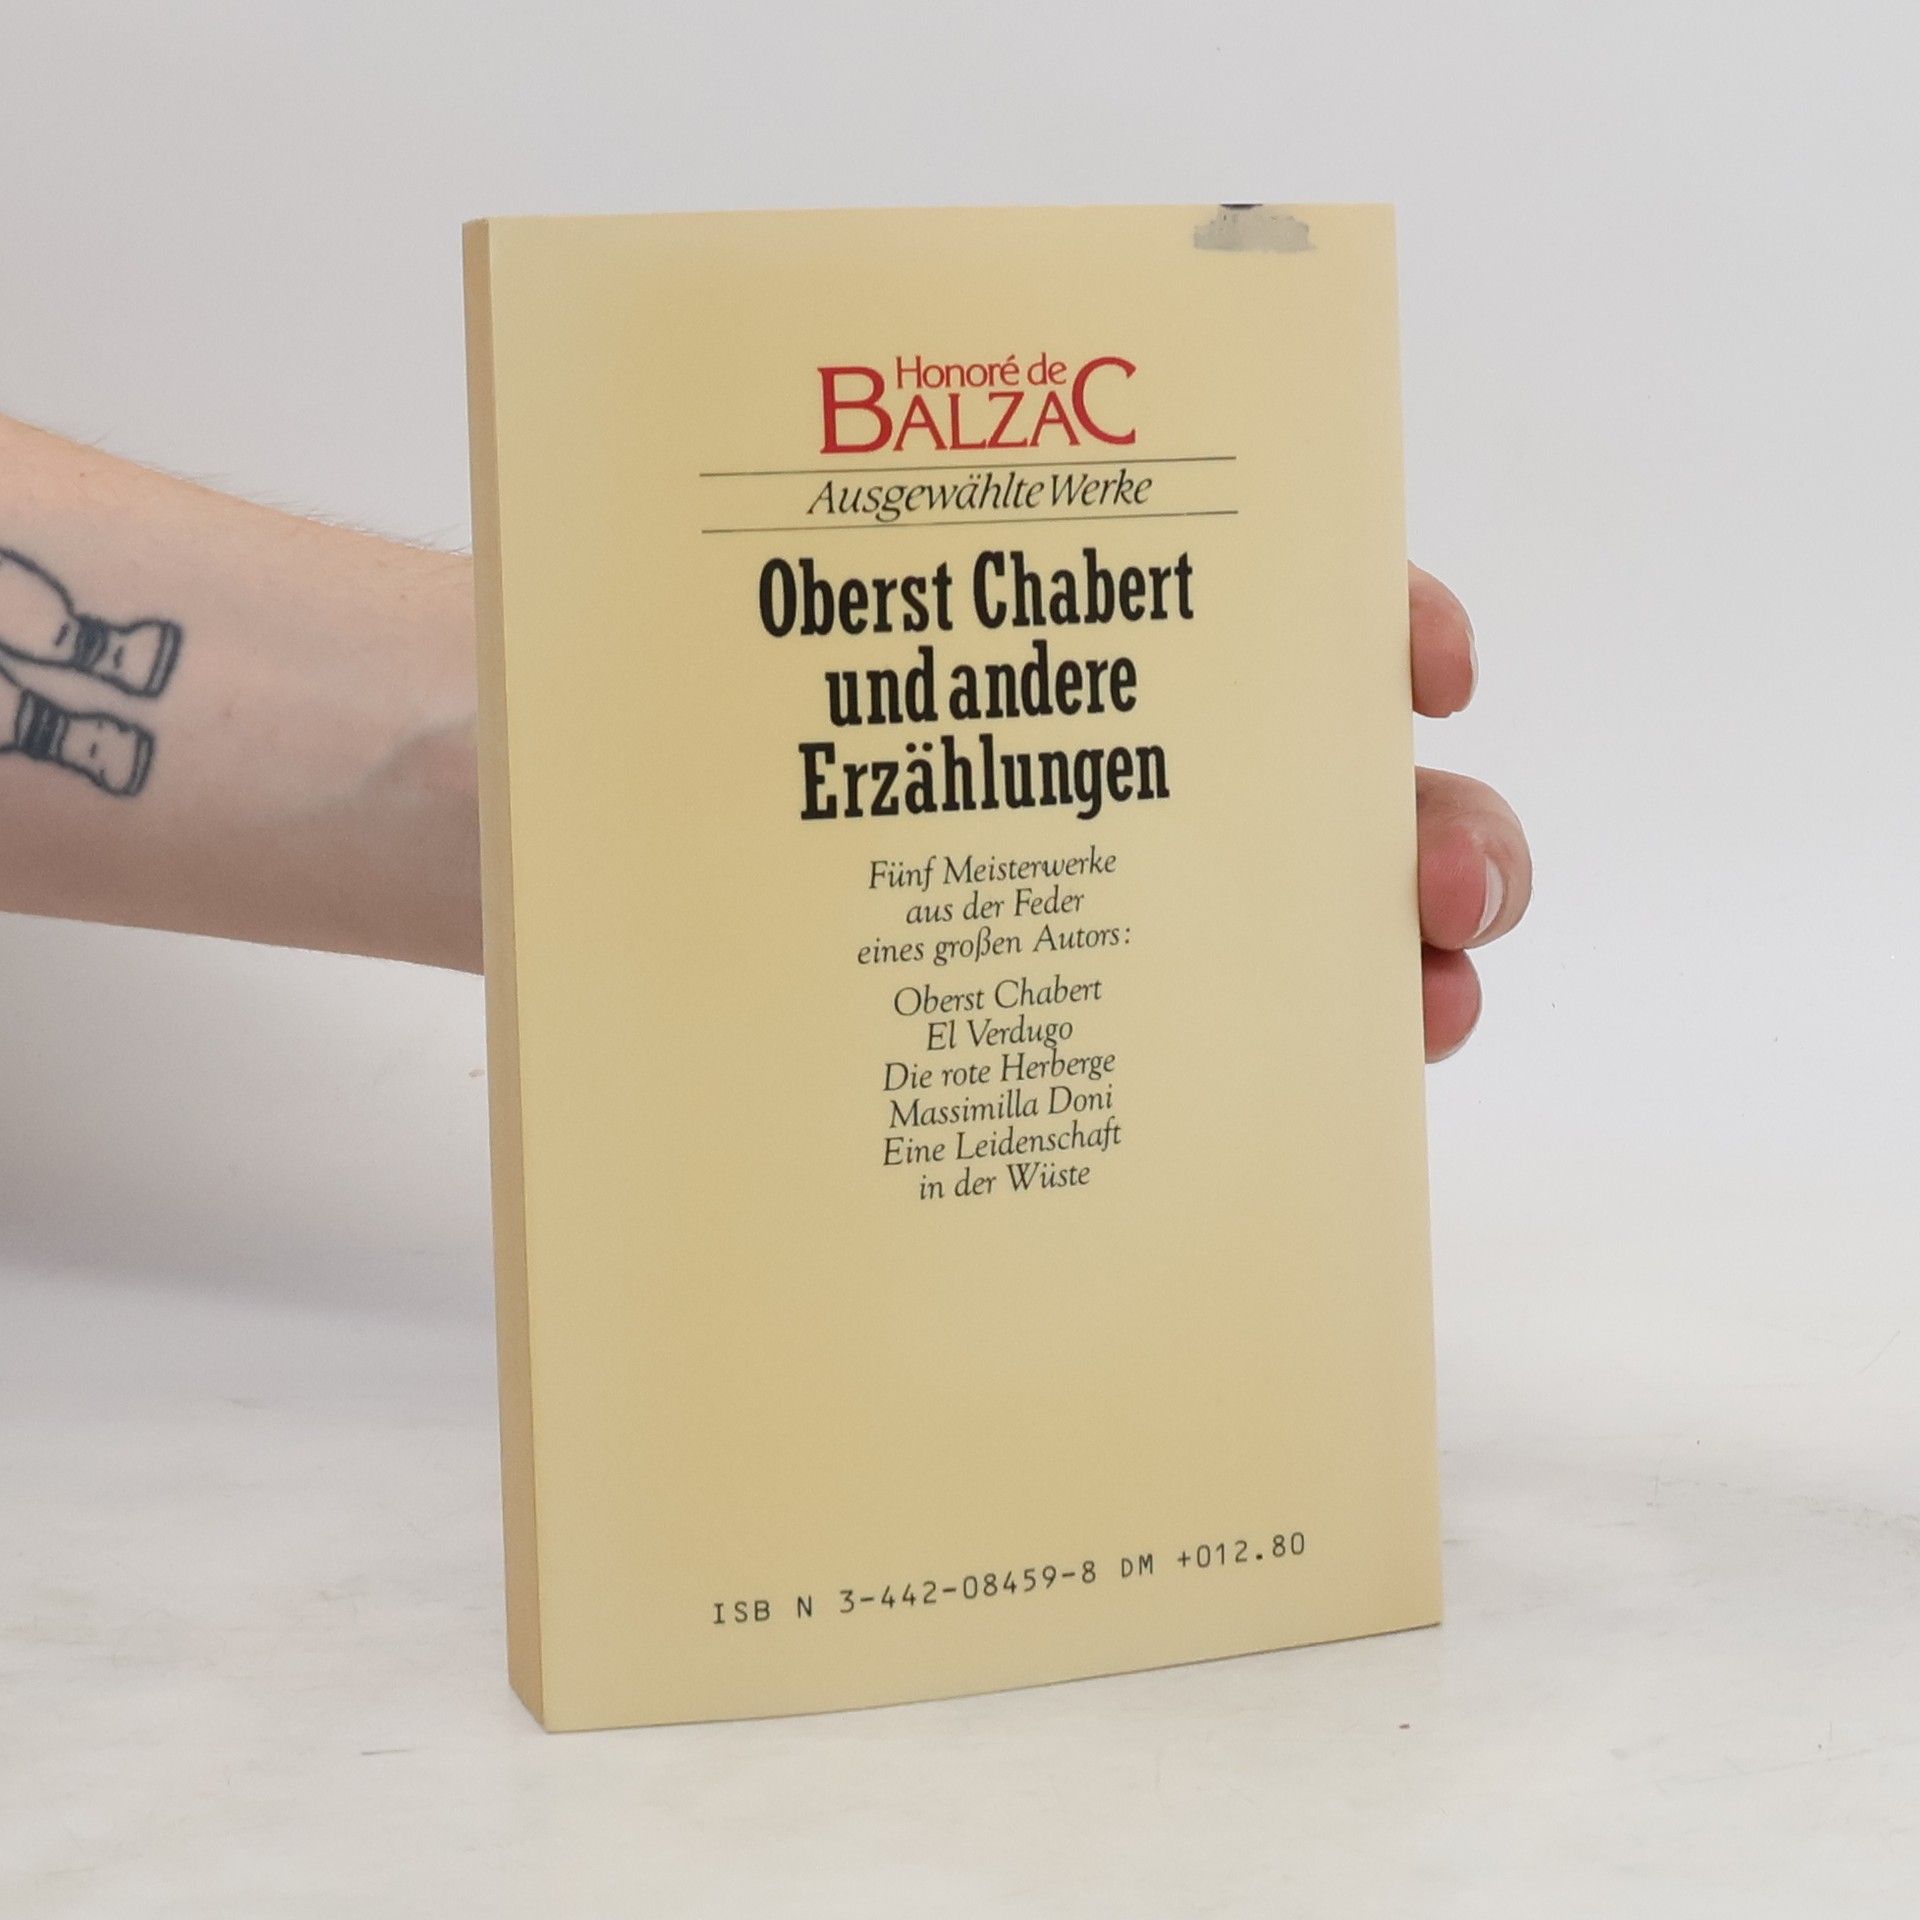 Honoré de
BALZAC
Ausgewählte Werke
Oberst Chabert
und andere
Erzählungen
Fünf Meisterwerke
aus der Feder
eines großen Autors:
Oberst Chabert
El Verdugo
Die rote Herberge
Massimilla Doni
Eine Leidenschaft
in der Wüste
ISB N 3-442-08459-8 DM +012.80